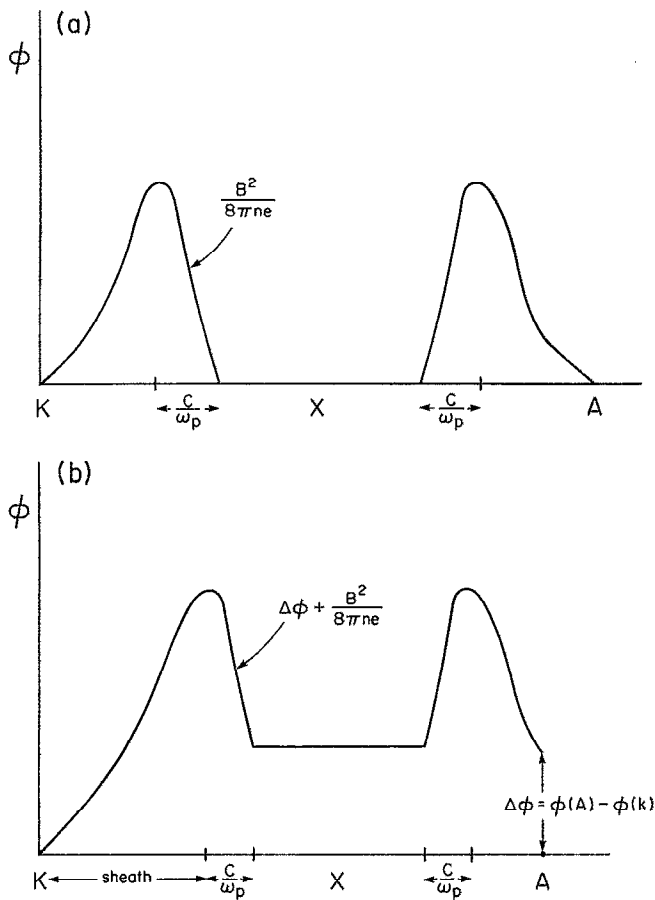 (a)
ϕ
B²/8πne
K
C/ωp
X
C/ωp
A
(b)
ϕ
Δϕ + B²/8πne
Δϕ = ϕ(A) – ϕ(k)
K
sheath
C/ωp
X
C/ωp
A